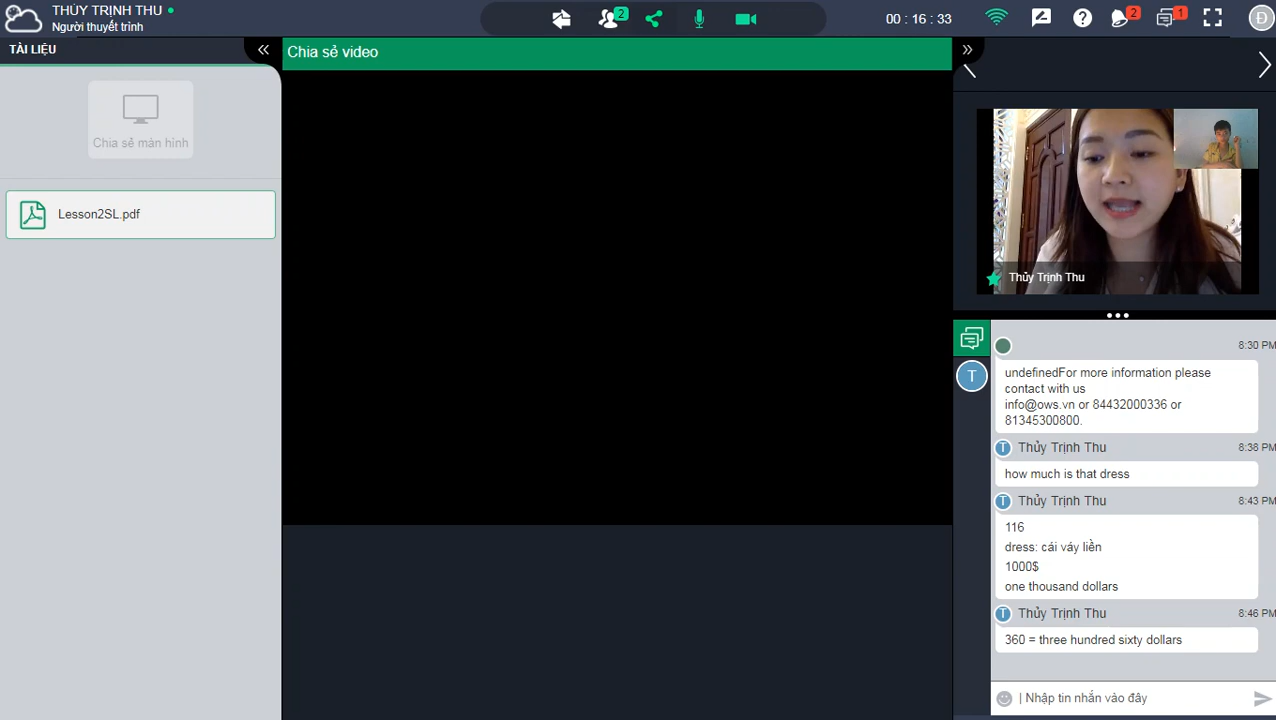 THỦY TRỊNH THU
Người thuyết trình
2
00 : 16 : 33
2
1
Đ
TÀI LIỆU
Chia sẻ màn hình
Lesson2SL.pdf
Chia sẻ video
Thủy Trịnh Thu
T
8:30 PM
undefinedFor more information please
contact with us
info@ows.vn or 84432000336 or
81345300800.
T Thủy Trịnh Thu 8:38 PM
how much is that dress
T Thủy Trịnh Thu 8:43 PM
116
dress: cái váy liền
1000$
one thousand dollars
T Thủy Trịnh Thu 8:46 PM
360 = three hundred sixty dollars
| Nhập tin nhắn vào đây